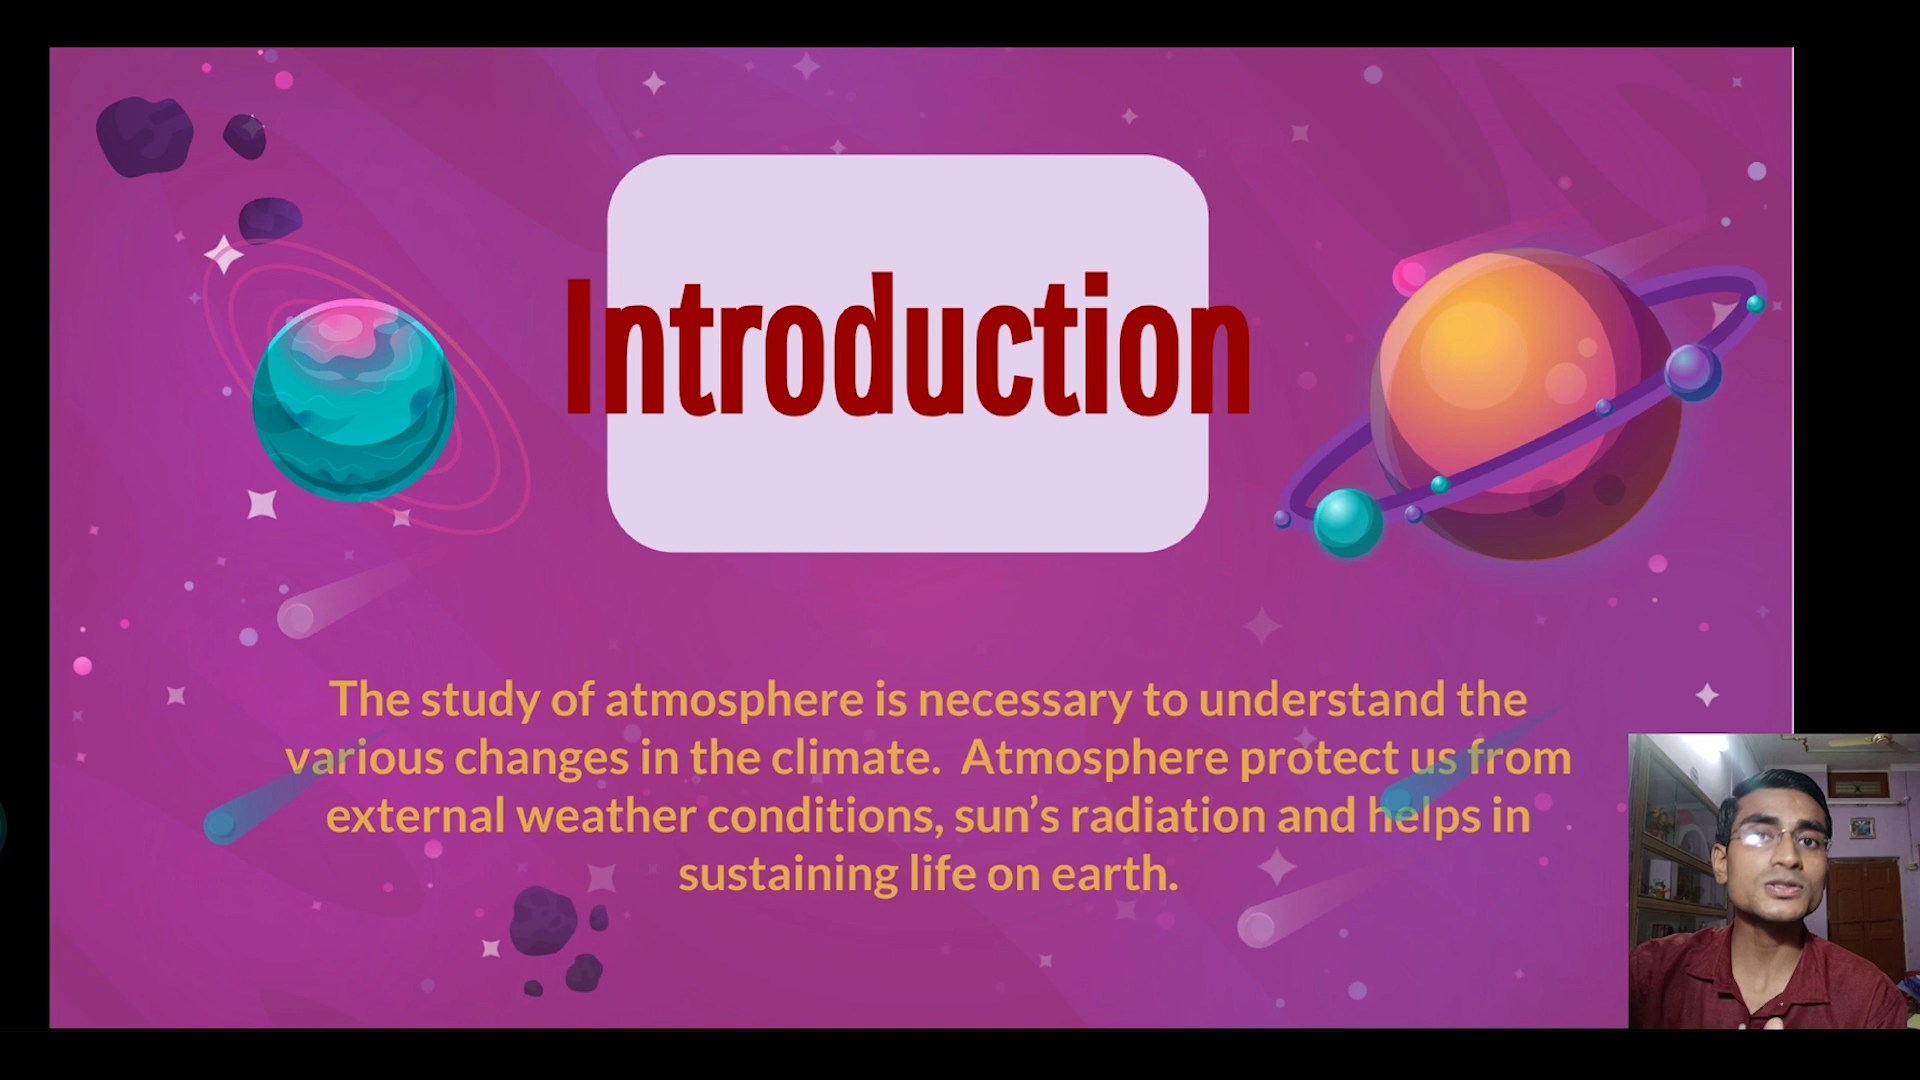 Introduction
The study of atmosphere is necessary to understand the
various changes in the climate.  Atmosphere protect us from
external weather conditions, sun’s radiation and helps in
sustaining life on earth.